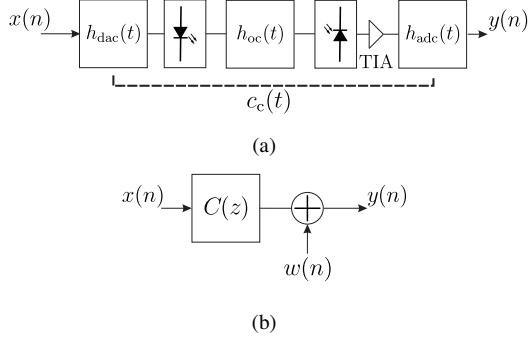 x(n) h_dac(t) h_oc(t) TIA h_adc(t) y(n)
c_c(t)
(a)
x(n) C(z) y(n)
w(n)
(b)